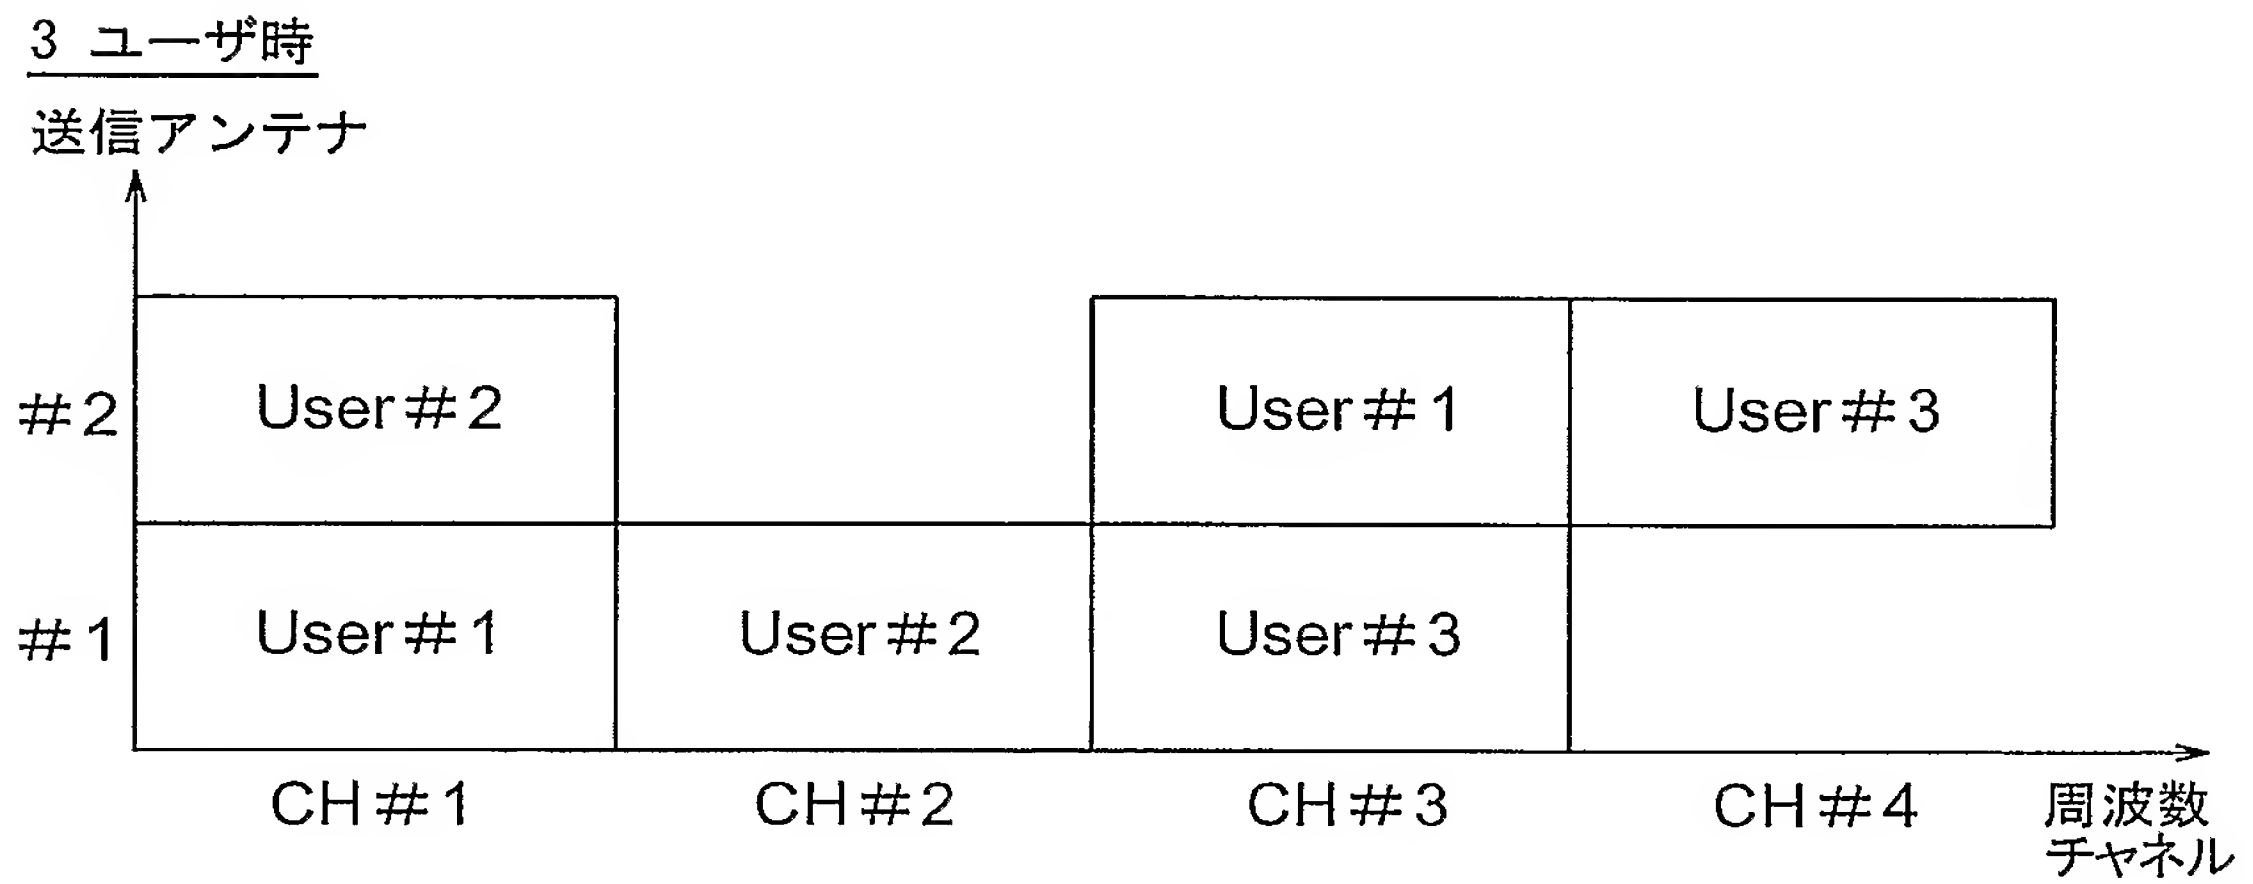 3 ユーザ時
送信アンテナ
#2 User#2 User#1 User#3
#1 User#1 User#2 User#3
CH#1 CH#2 CH#3 CH#4 周波数
チャネル